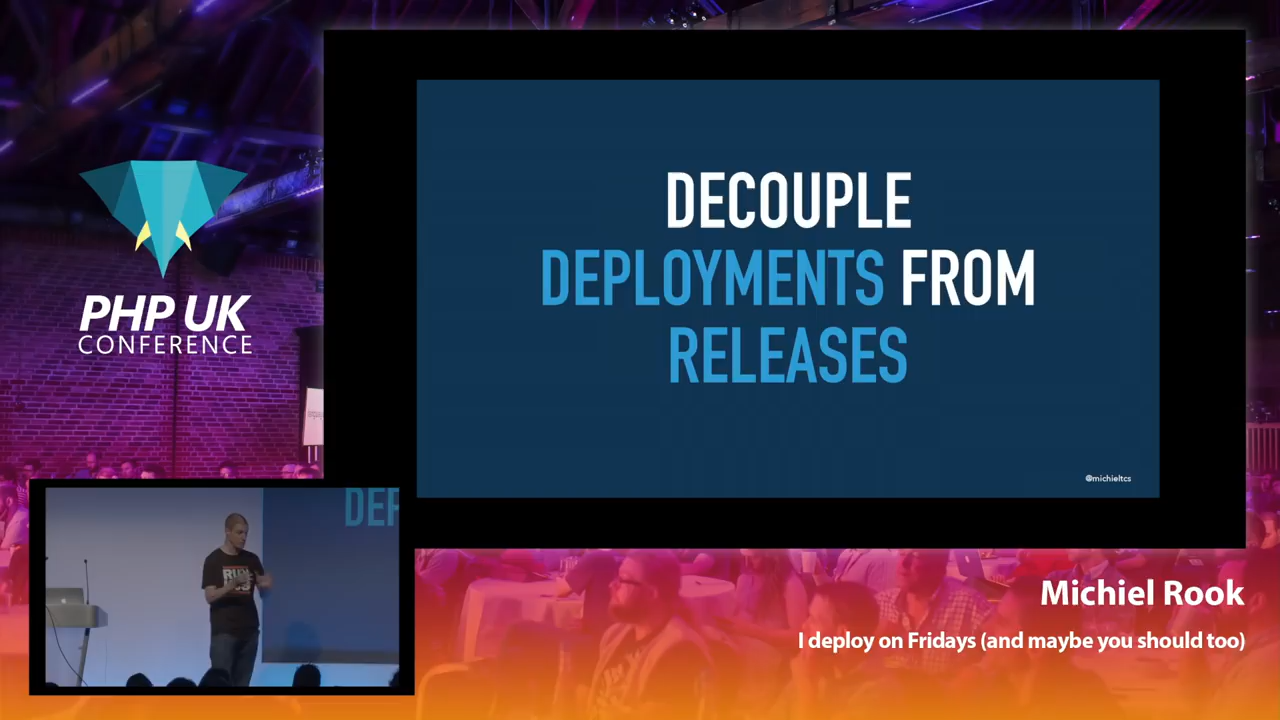 DECOUPLE
DEPLOYMENTS FROM
RELEASES
@michieltcs
PHP UK
CONFERENCE
DEP
Michiel Rook
I deploy on Fridays (and maybe you should too)